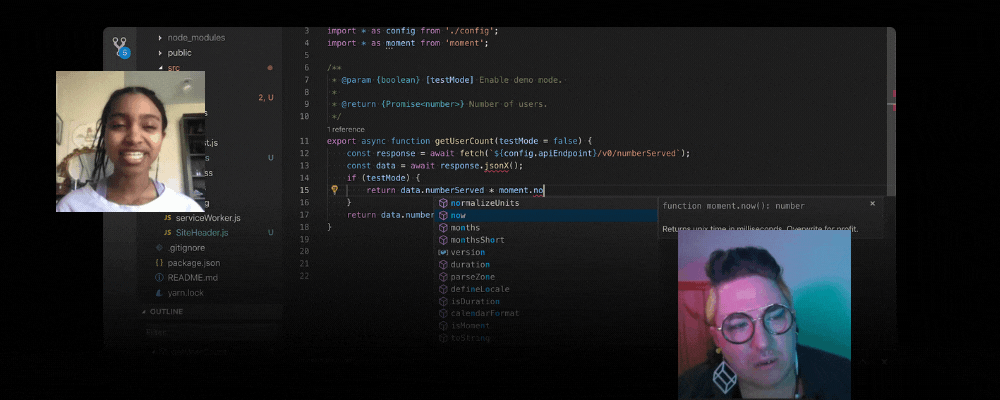 node_modules
public
src
2, U
s
st.js
s U
ss
JS serviceWorker.js
JS SiteHeader.js U
.gitignore
package.json
README.md
yarn.lock
OUTLINE
5
3 import * as config from './config';
4 import * as moment from 'moment';
5
6 /**
7 * @param {boolean} [testMode] Enable demo mode.
8 *
9 * @return {Promise<number>} Number of users.
10 */
1 reference
11 export async function getUserCount(testMode = false) {
12 const response = await fetch(`${config.apiEndpoint}/v0/numberServed`);
13 const data = await response.jsonX();
14 if (testMode) {
15 return data.numberServed * moment.no
16 }
17 return data.number
18 }
19
20
21
22
normalizeUnits
now
months
monthsShort
version
duration
parseZone
defineLocale
isDuration
calendarFormat
isMoment
toString
function moment.now(): number
Returns unix time in milliseconds. Overwrite for profit.